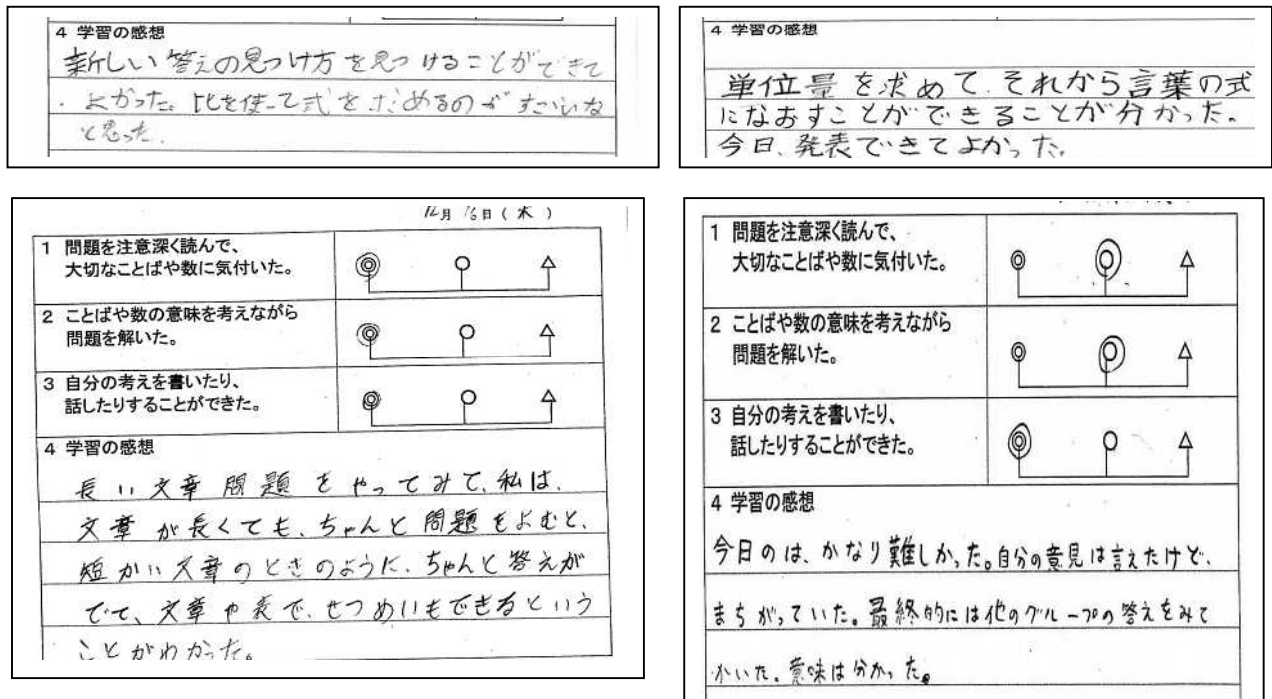 4 学習の感想
新しい答えの見つけ方を見つけることができて
よかった。比を使って式を求めるのがすごいな
と思った.
4 学習の感想
単位量を求めて、それから言葉の式
になおすことができることが分かった。
今日、発表できてよかった。
12月16日(木)
1 問題を注意深く読んで、
大切なことばや数に気付いた。
◎ ○ △
2 ことばや数の意味を考えながら
問題を解いた。
◎ ○ △
3 自分の考えを書いたり、
話したりすることができた。
◎ ○ △
4 学習の感想
長い文章問題をやってみて、私は、
文章が長くても、ちゃんと問題をよむと、
短かい文章のときのように、ちゃんと答えが
でて、文章や表で、せつめいもできるという
ことがわかった。
1 問題を注意深く読んで、
大切なことばや数に気付いた。
◎ ○ △
2 ことばや数の意味を考えながら
問題を解いた。
◎ ○ △
3 自分の考えを書いたり、
話したりすることができた。
◎ ○ △
4 学習の感想
今日のは、かなり難しかった。自分の意見は言えたけど、
まちがっていた。最終的には他のグループの答えをみて
かいた。意味は分かった。